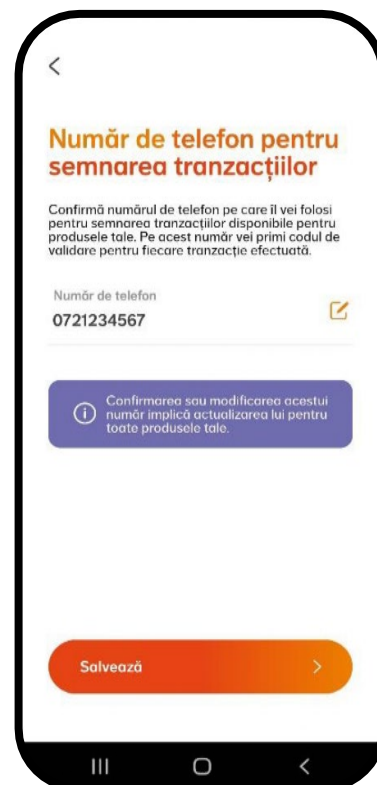 Număr de telefon pentru
semnarea tranzacțiilor
Confirmă numărul de telefon pe care îl vei folosi
pentru semnarea tranzacțiilor disponibile pentru
produsele tale. Pe acest număr vei primi codul de
validare pentru fiecare tranzacție efectuată.
Număr de telefon
0721234567
Confirmarea sau modificarea acestui
număr implică actualizarea lui pentru
toate produsele tale.
Salvează